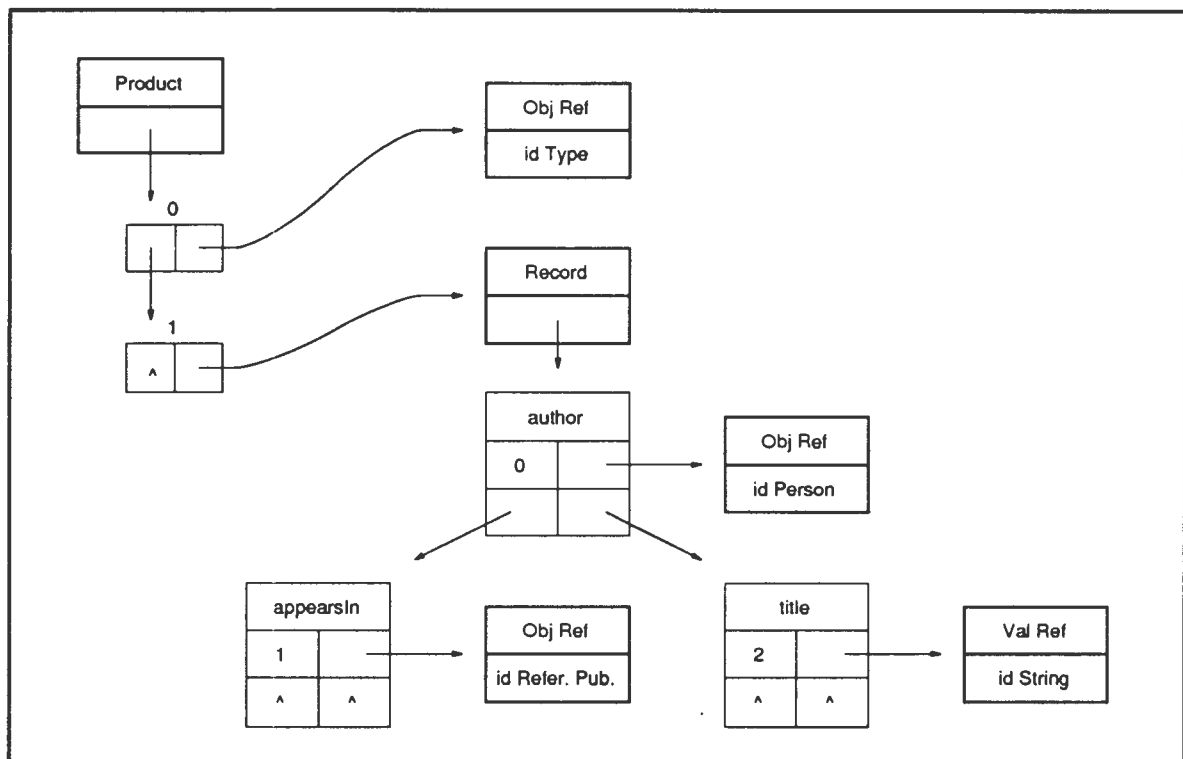 Product
Obj Ref
id Type
0
Record
1
^
author
Obj Ref
0
id Person
^ ^
appearsIn
Obj Ref
title
Val Ref
1
id Refer. Pub.
2
id String
^ ^